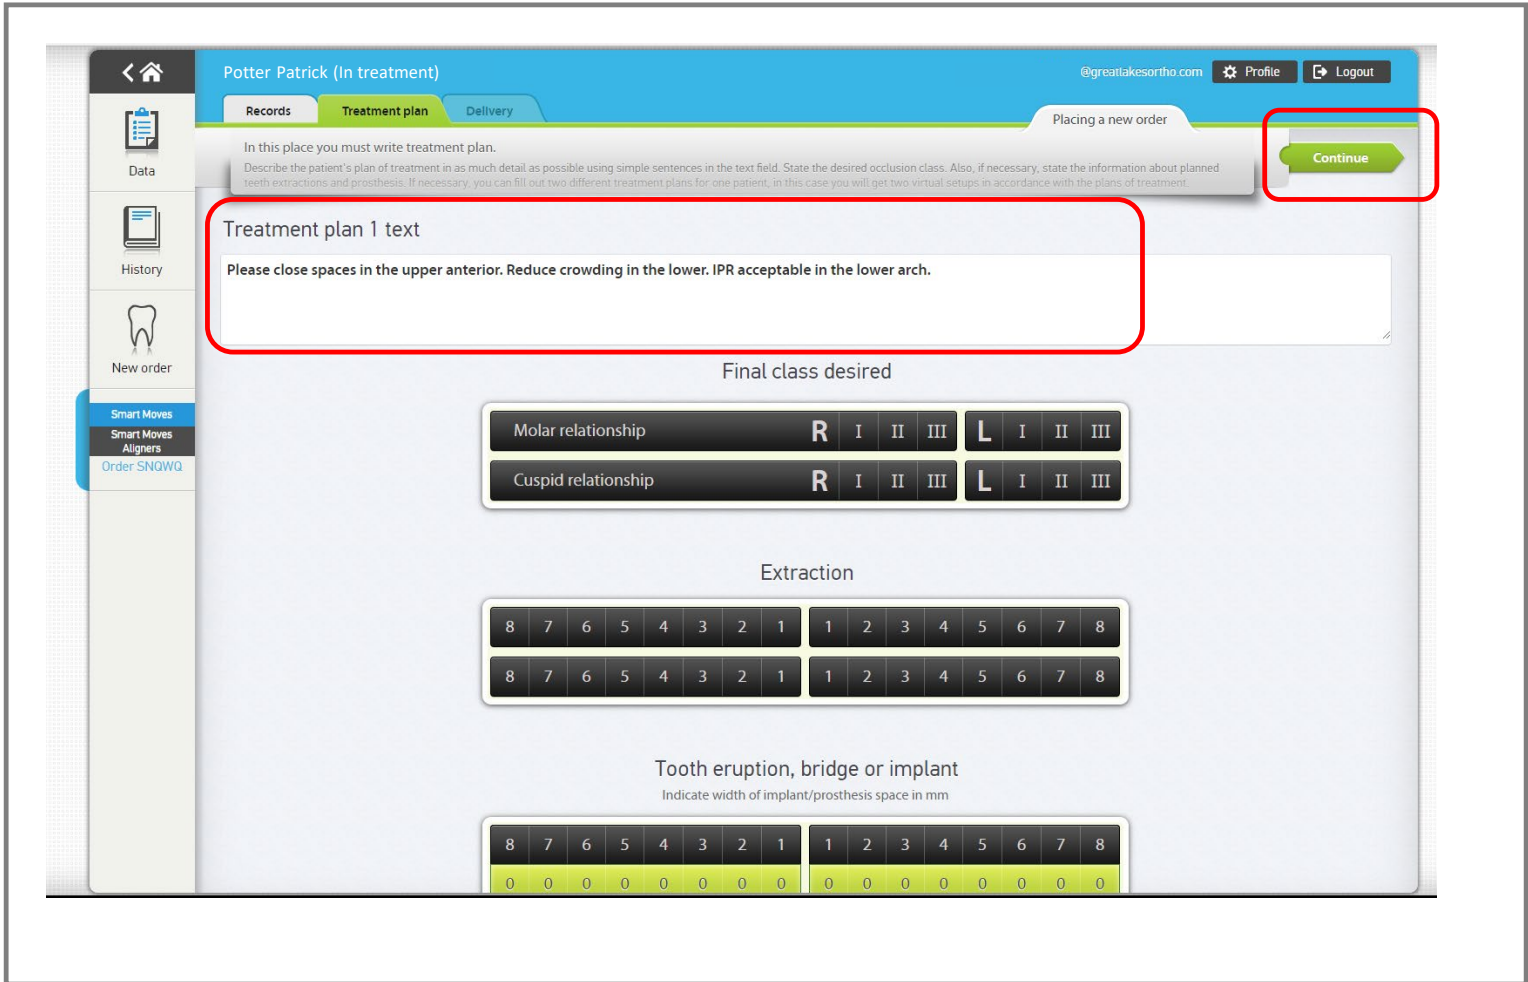 Potter Patrick (In treatment)
@greatlakesortho.com Profile Logout
Records Treatment plan Delivery
Placing a new order
In this place you must write treatment plan.
Describe the patient's plan of treatment in as much detail as possible using simple sentences in the text field. State the desired occlusion class. Also, if necessary, state the information about planned
teeth extractions and prosthesis. If necessary, you can fill out two different treatment plans for one patient, in this case you will get two virtual setups in accordance with the plans of treatment.
Continue
Data
History
New order
Smart Moves
Smart Moves
Aligners
Order SNQWQ
Treatment plan 1 text
Please close spaces in the upper anterior. Reduce crowding in the lower. IPR acceptable in the lower arch.
Final class desired
Molar relationship R I II III L I II III
Cuspid relationship R I II III L I II III
Extraction
8 7 6 5 4 3 2 1 1 2 3 4 5 6 7 8
8 7 6 5 4 3 2 1 1 2 3 4 5 6 7 8
Tooth eruption, bridge or implant
Indicate width of implant/prosthesis space in mm
8 7 6 5 4 3 2 1 1 2 3 4 5 6 7 8
0 0 0 0 0 0 0 0 0 0 0 0 0 0 0 0